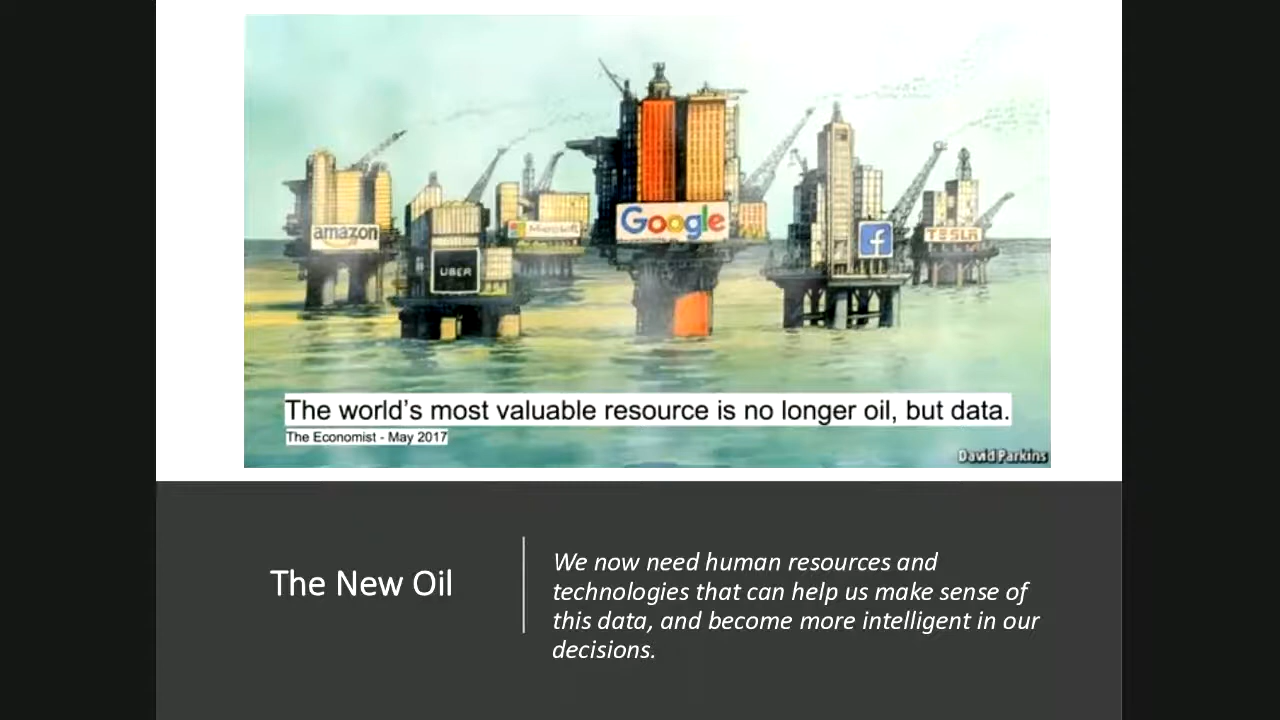 Google
amazon
Microsoft
f
TESLA
UBER
The world's most valuable resource is no longer oil, but data.
The Economist - May 2017
David Parkins
The New Oil
We now need human resources and
technologies that can help us make sense of
this data, and become more intelligent in our
decisions.